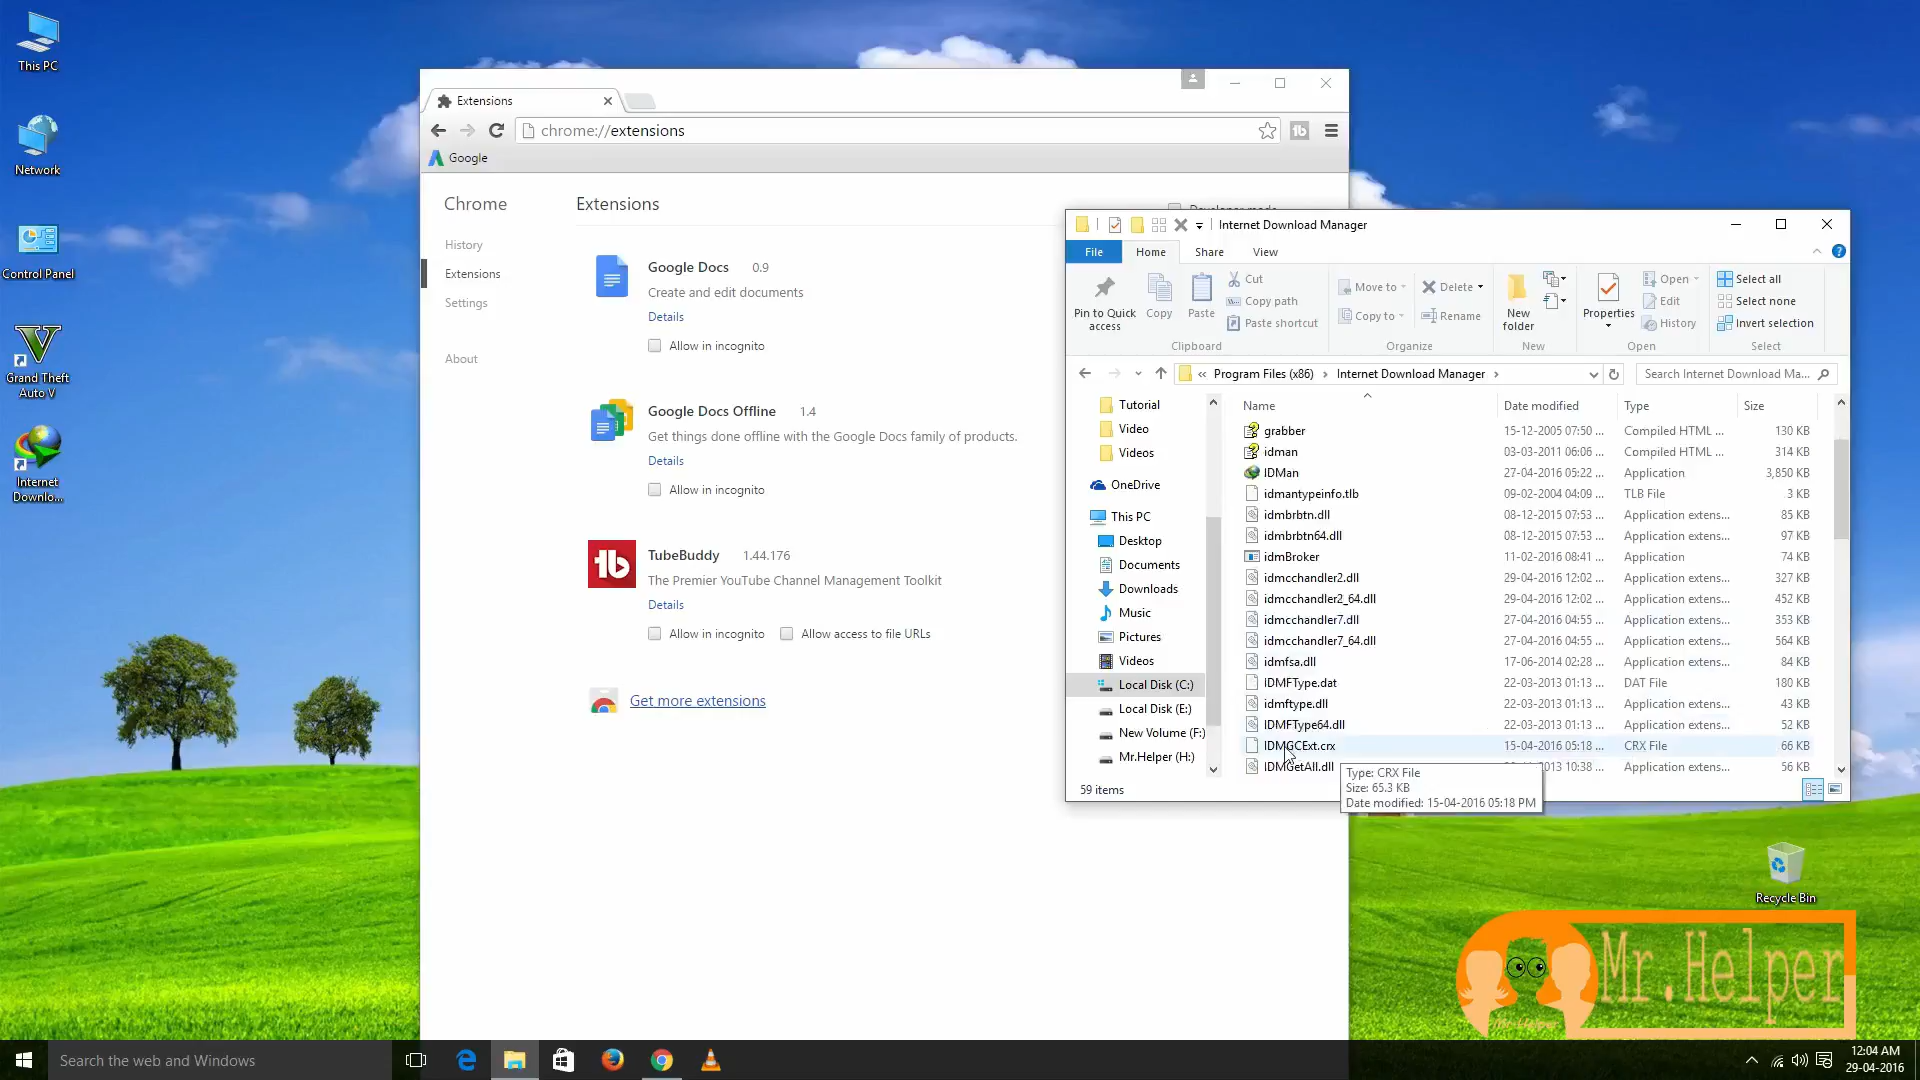 This PC
Network
Control Panel
Grand Theft
Auto V
Internet
Downlo...
Extensions
chrome://extensions
Google
Chrome
History
Extensions
Settings
About
Extensions
Google Docs 0.9
Create and edit documents
Details
Allow in incognito
Google Docs Offline 1.4
Get things done offline with the Google Docs family of products.
Details
Allow in incognito
TubeBuddy 1.44.176
The Premier YouTube Channel Management Toolkit
Details
Allow in incognito Allow access to file URLs
Get more extensions
Internet Download Manager
File Home Share View
Pin to Quick
access
Copy
Paste
Cut
Copy path
Paste shortcut
Clipboard
Move to
Copy to
Delete
Rename
Organize
New
folder
New
Properties
Open
Edit
History
Open
Select all
Select none
Invert selection
Select
« Program Files (x86) Internet Download Manager
Search Internet Download Ma...
Tutorial
Video
Videos
OneDrive
This PC
Desktop
Documents
Downloads
Music
Pictures
Videos
Local Disk (C:)
Local Disk (E:)
New Volume (F:)
Mr.Helper (H:)
Name Date modified Type Size
grabber 15-12-2005 07:50 ... Compiled HTML ... 130 KB
idman 03-03-2011 06:06 ... Compiled HTML ... 314 KB
IDMan 27-04-2016 05:22 ... Application 3,850 KB
idmantypeinfo.tlb 09-02-2004 04:09 ... TLB File 3 KB
idmbrbtn.dll 08-12-2015 07:53 ... Application extens... 85 KB
idmbrbtn64.dll 08-12-2015 07:53 ... Application extens... 97 KB
idmBroker 11-02-2016 08:41 ... Application 74 KB
idmcchandler2.dll 29-04-2016 12:02 ... Application extens... 327 KB
idmcchandler2_64.dll 29-04-2016 12:02 ... Application extens... 452 KB
idmcchandler7.dll 27-04-2016 04:55 ... Application extens... 353 KB
idmcchandler7_64.dll 27-04-2016 04:55 ... Application extens... 564 KB
idmfsa.dll 17-06-2014 02:28 ... Application extens... 84 KB
IDMFType.dat 22-03-2013 01:13 ... DAT File 180 KB
idmftype.dll 22-03-2013 01:13 ... Application extens... 43 KB
IDMFType64.dll 22-03-2013 01:13 ... Application extens... 52 KB
IDMGCExt.crx 15-04-2016 05:18 ... CRX File 66 KB
IDMGetAll.dll 2013 10:38 ... Application extens... 56 KB
Type: CRX File
Size: 65.3 KB
Date modified: 15-04-2016 05:18 PM
59 items
Recycle Bin
Mr.Helper
Mr-Helper
Search the web and Windows
12:04 AM
29-04-2016